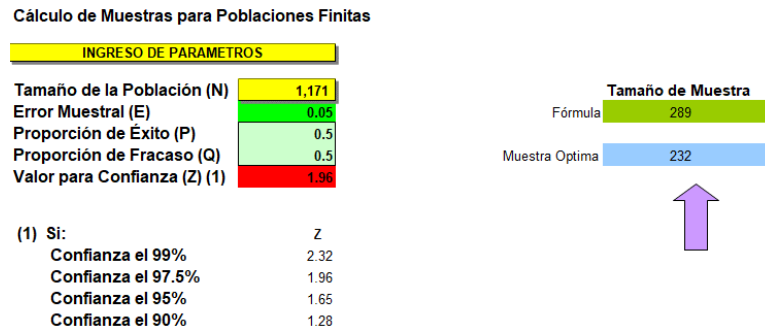 Cálculo de Muestras para Poblaciones Finitas
INGRESO DE PARAMETROS
Tamaño de la Población (N) 1,171
Error Muestral (E) 0.05
Proporción de Éxito (P) 0.5
Proporción de Fracaso (Q) 0.5
Valor para Confianza (Z) (1) 1.96
Tamaño de Muestra
Fórmula 289
Muestra Optima 232
(1) Si: Z
Confianza el 99% 2.32
Confianza el 97.5% 1.96
Confianza el 95% 1.65
Confianza el 90% 1.28